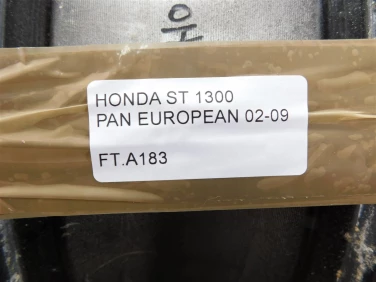 HONDA ST 1300
PAN EUROPEAN 02-09
FT.A183